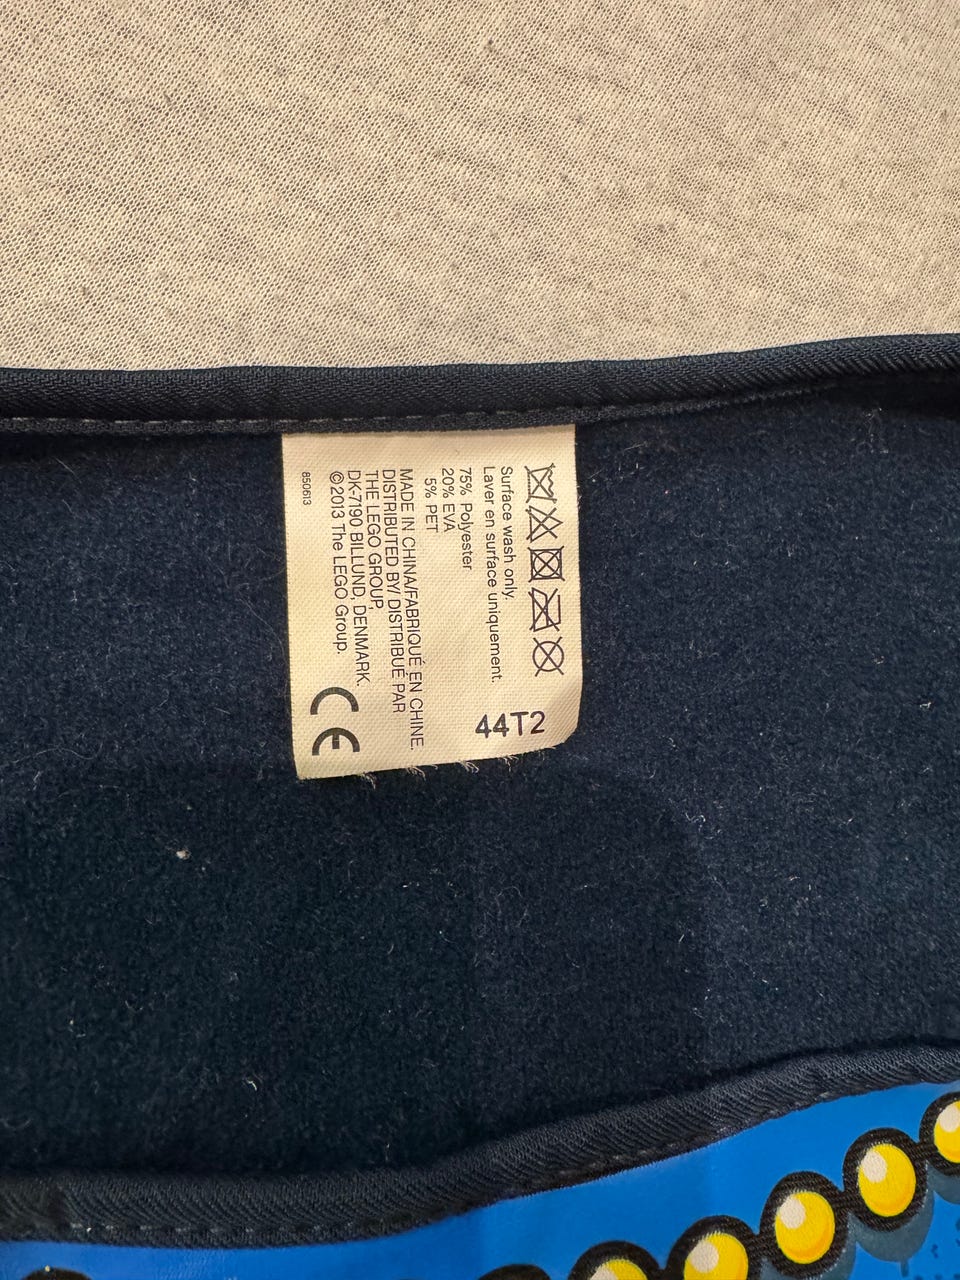 Surface wash only.
Laver en surface uniquement.
75% Polyester
20% EVA
5% PET
MADE IN CHINA/FABRIQUÉ EN CHINE.
DISTRIBUTED BY/ DISTRIBUÉ PAR
THE LEGO GROUP,
DK-7190 BILLUND, DENMARK.
©2013 The LEGO Group.
850613
44T2
CE